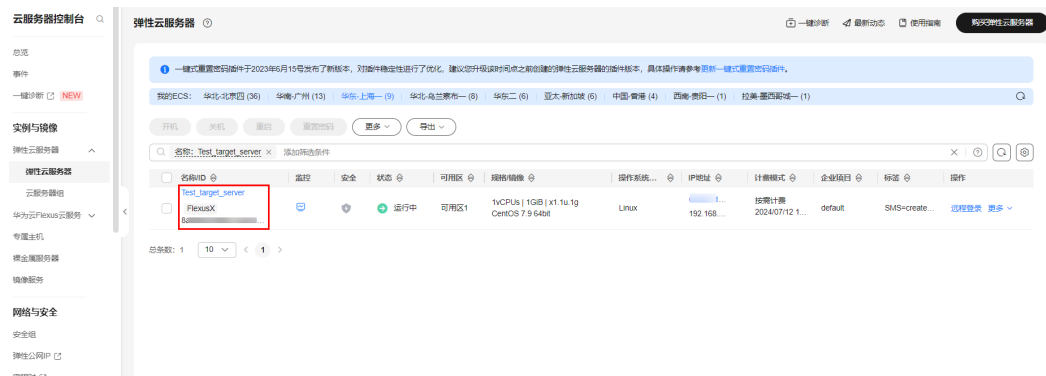 云服务器控制台
弹性云服务器
一键诊断 最新动态 使用指南 购买弹性云服务器
总览
事件
一键诊断 NEW
实例与镜像
弹性云服务器
弹性云服务器
云服务器组
华为云Flexus云服务
专属主机
裸金属服务器
镜像服务
网络与安全
安全组
弹性公网IP
一键式重置密码插件于2023年6月15号发布了新版本，对插件稳定性进行了优化。建议您升级该时间点之前创建的弹性云服务器的插件版本，具体操作请参考更新一键式重置密码插件。
我的ECS: 华北-北京四 (36) 华南-广州 (13) 华东-上海一 (9) 华北-乌兰察布一 (8) 华东二 (6) 亚太-新加坡 (6) 中国-香港 (4) 西南-贵阳一 (1) 拉美-墨西哥城一 (1)
开机 关机 重启 重置密码 更多 导出
名称: Test_target_server × 添加筛选条件
名称/ID 监控 安全 状态 可用区 规格/镜像 操作系统... IP地址 计费模式 企业项目 标签 操作
Test_target_server
FlexusX
运行中 可用区1
1vCPUs | 1GiB | x1.1u.1g
CentOS 7.9 64bit
Linux
192.168....
按需计费
2024/07/12 1...
default SMS=create... 远程登录 更多
总条数: 1 10 1